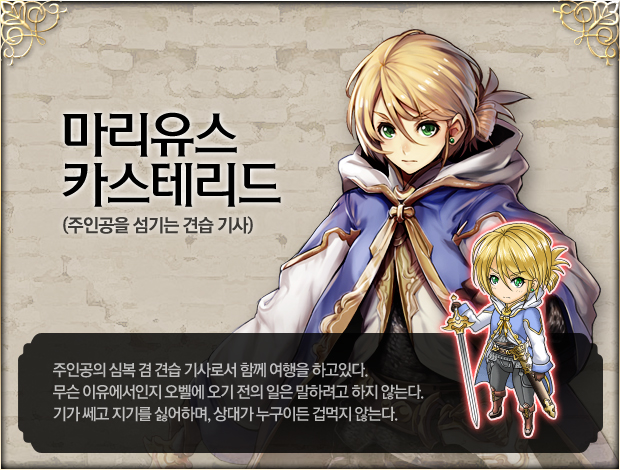 마리유스
카스테리드
(주인공을 섬기는 견습 기사)
주인공의 심복 겸 견습 기사로서 함께 여행을 하고있다.
무슨 이유에서인지 오벨에 오기 전의 일은 말하려고 하지 않는다.
기가 쎄고 지기를 싫어하며, 상대가 누구이든 겁먹지 않는다.